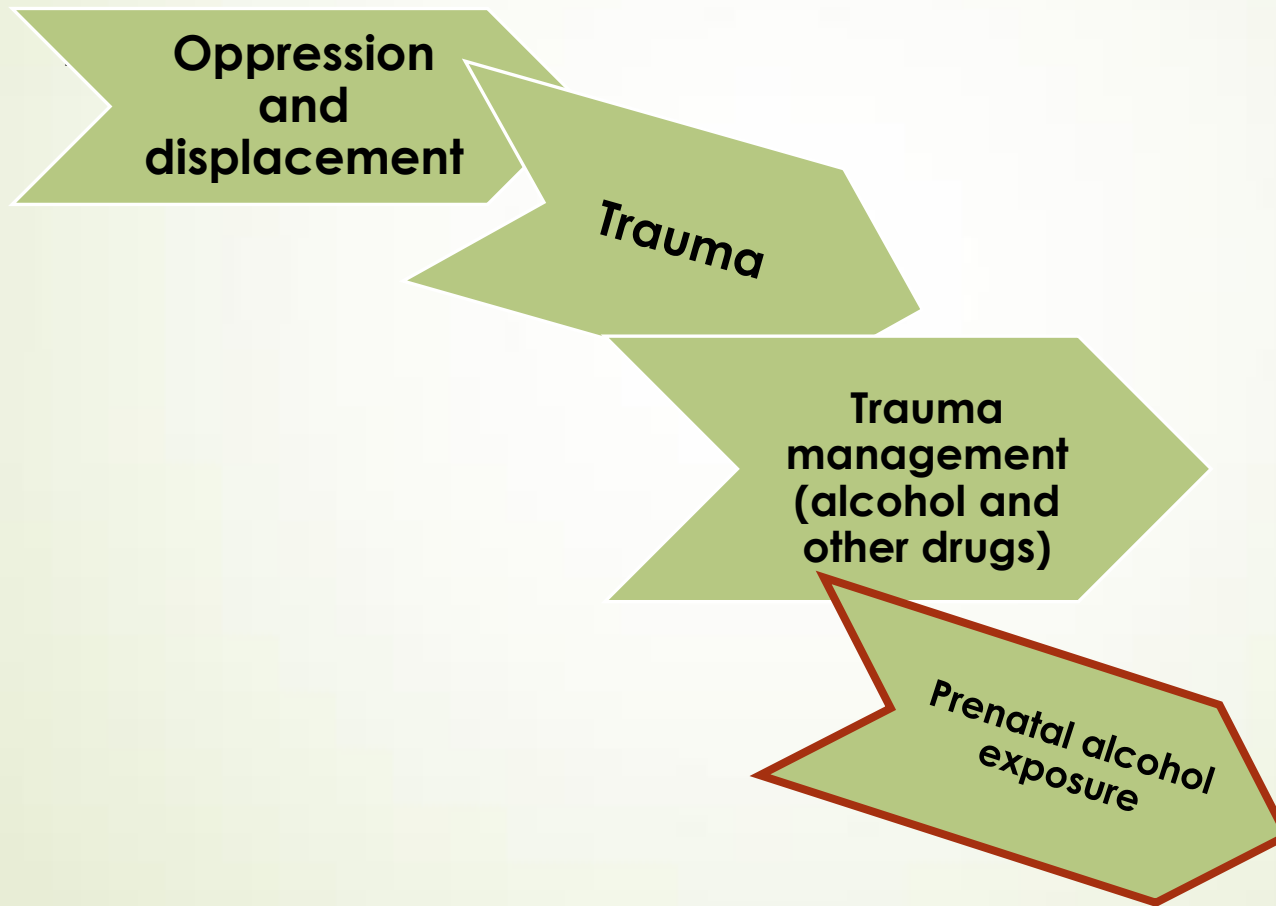 Oppression
and
displacement
Trauma
Trauma
management
(alcohol and
other drugs)
Prenatal alcohol
exposure